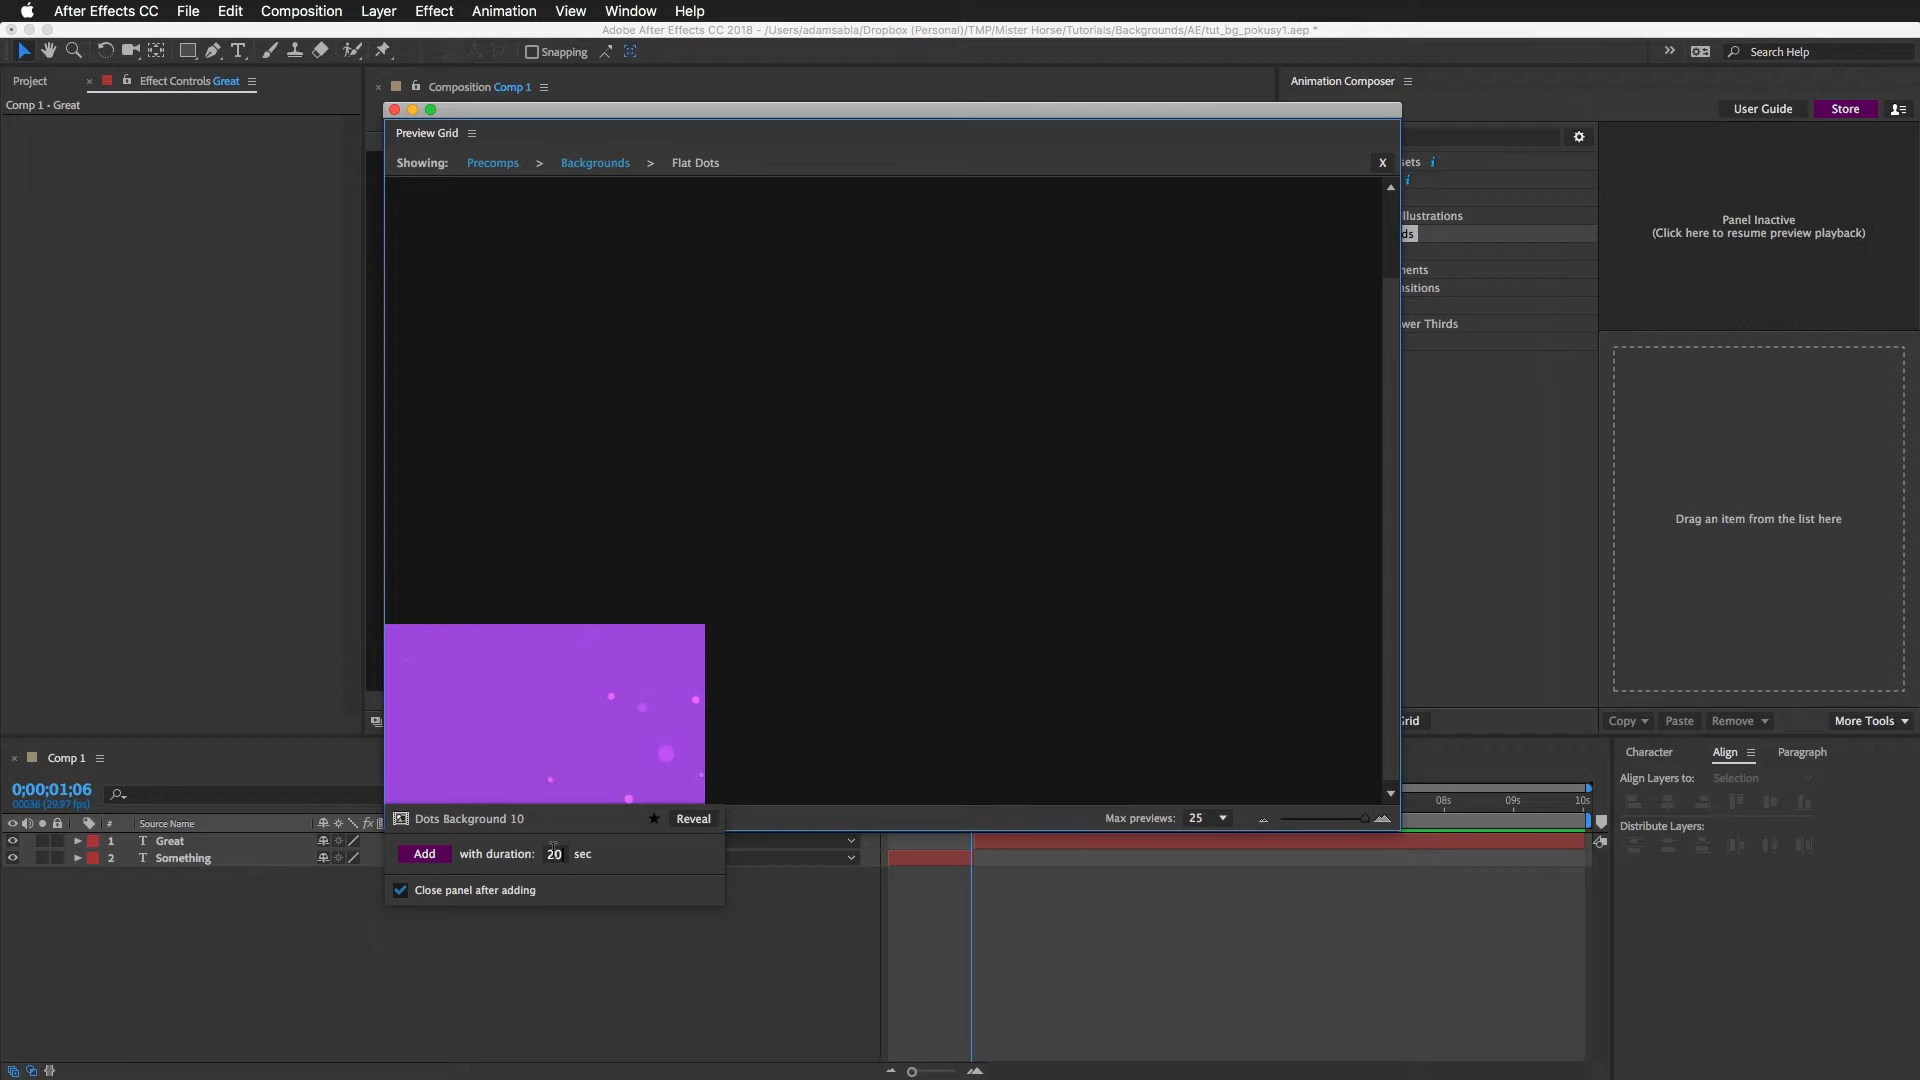 After Effects CC File Edit Composition Layer Effect Animation View Window Help
Adobe After Effects CC 2018 - /Users/adamsabla/Dropbox (Personal)/TMP/Mister Horse/Tutorials/Backgrounds/AE/tut_bg_pokusy1.aep *
Snapping
Search Help
Project
Effect Controls Great
Composition Comp 1
Animation Composer
Comp 1 • Great
User Guide
Store
Preview Grid
Showing: Precomps > Backgrounds > Flat Dots
X
sets i
i
llustrations
ds
nents
nsitions
wer Thirds
Panel Inactive
(Click here to resume preview playback)
Drag an item from the list here
rid
Copy
Paste
Remove
More Tools
Comp 1
0;00;01;06
00036 (29.97 fps)
# Source Name
fx
1 T Great
2 T Something
Dots Background 10
Reveal
Add with duration: 20 sec
Close panel after adding
Max previews: 25
08s 09s 10s
Character Align Paragraph
Align Layers to: Selection
Distribute Layers: